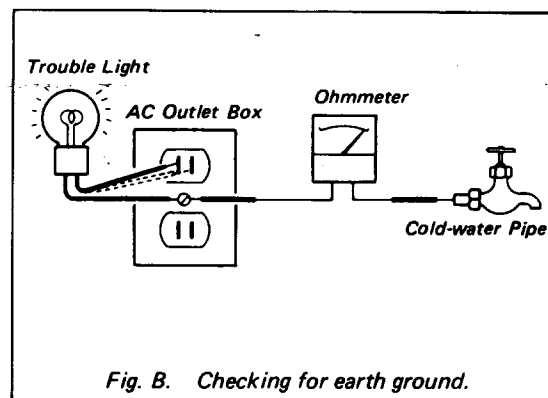 Trouble Light
AC Outlet Box
Ohmmeter
Cold-water Pipe
Fig. B. Checking for earth ground.